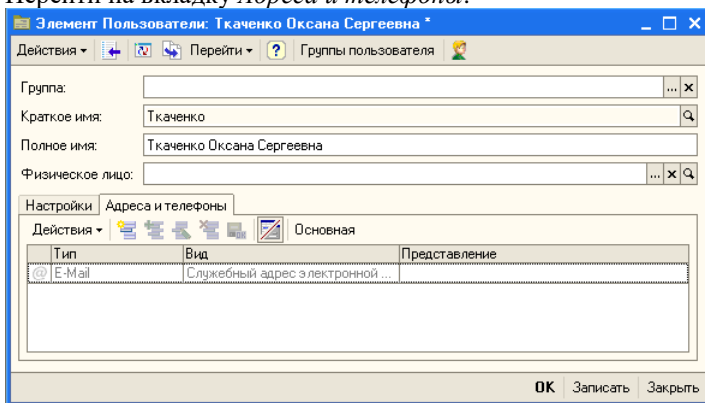 Перейти на вкладку Адреса и телефоны.
Элемент Пользователи: Ткаченко Оксана Сергеевна *
Действия Перейти ? Группы пользователя
Группа: ... x
Краткое имя: Ткаченко
Полное имя: Ткаченко Оксана Сергеевна
Физическое лицо: ... x
Настройки Адреса и телефоны
Действия Основная
Тип Вид Представление
@ E-Mail Служебный адрес электронной ...
OK Записать Закрыть